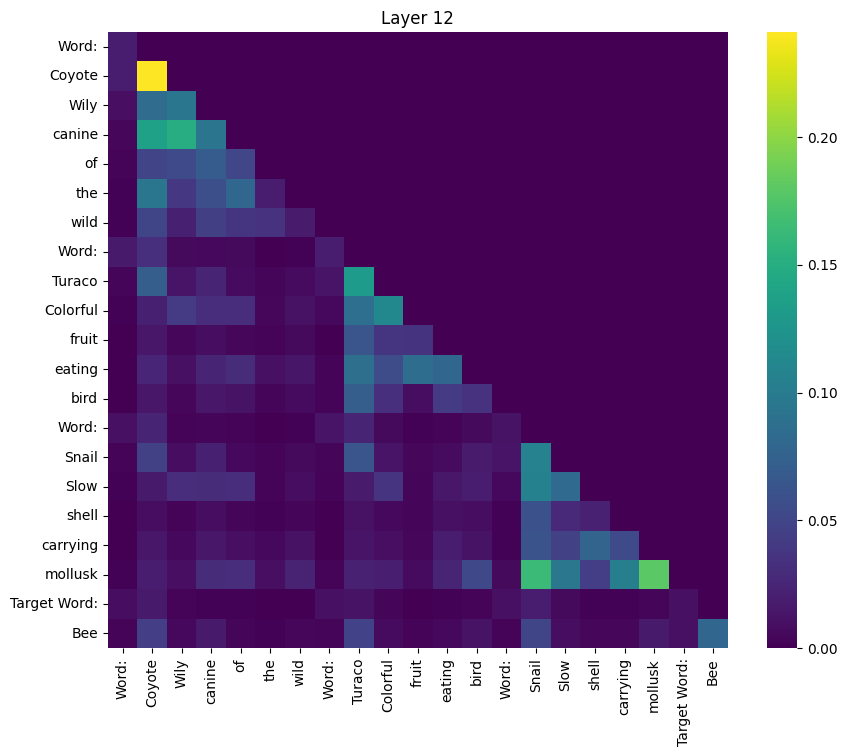 Layer 12
Word:
Coyote
Wily
canine
of
the
wild
Word:
Turaco
Colorful
fruit
eating
bird
Word:
Snail
Slow
shell
carrying
mollusk
Target Word:
Bee
Word:
Coyote
Wily
canine
of
the
wild
Word:
Turaco
Colorful
fruit
eating
bird
Word:
Snail
Slow
shell
carrying
mollusk
Target Word:
Bee
0.20
0.15
0.10
0.05
0.00